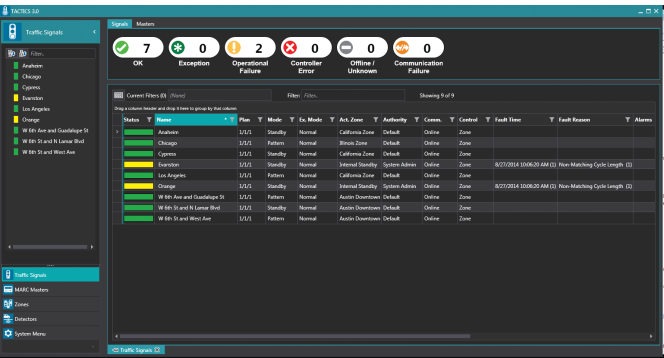 TACTICS 3.0
Traffic Signals
Filter...
Anaheim
Chicago
Cypress
Evanston
Los Angeles
Orange
W 6th Ave and Guadalupe St
W 6th St and N Lamar Blvd
W 6th St and West Ave
Traffic Signals
MARC Masters
Zones
Detectors
System Menu
Signals Masters
7 0 2 0 0 0
OK Exception Operational Failure Controller Error Offline / Unknown Communication Failure
Current Filters (0) (None) Filter: Filter... Showing 9 of 9
Drag a column header and drop it here to group by that column
Status Name Plan Mode Ex. Mode Act. Zone Authority Comm. Control Fault Time Fault Reason Alarms
Anaheim 1/1/1 Standby Normal California Zone Default Online Zone
Chicago 1/1/1 Pattern Normal Illinois Zone Default Online Zone
Cypress 1/1/1 Standby Normal California Zone Default Online Zone
Evanston 1/1/1 Standby Normal Internal Standby System Admin Online Zone 8/27/2014 10:06:20 AM (1) Non-Matching Cycle Length (1)
Los Angeles 1/1/1 Pattern Normal California Zone Default Online Zone
Orange 1/1/1 Standby Normal Internal Standby System Admin Online Zone 8/27/2014 10:06:20 AM (1) Non-Matching Cycle Length (1)
W 6th Ave and Guadalupe St 1/1/1 Pattern Normal Austin Downtown Default Online Zone
W 6th St and N Lamar Blvd 1/1/1 Standby Normal Austin Downtown Default Online Zone
W 6th St and West Ave 1/1/1 Pattern Normal Austin Downtown Default Online Zone
Traffic Signals